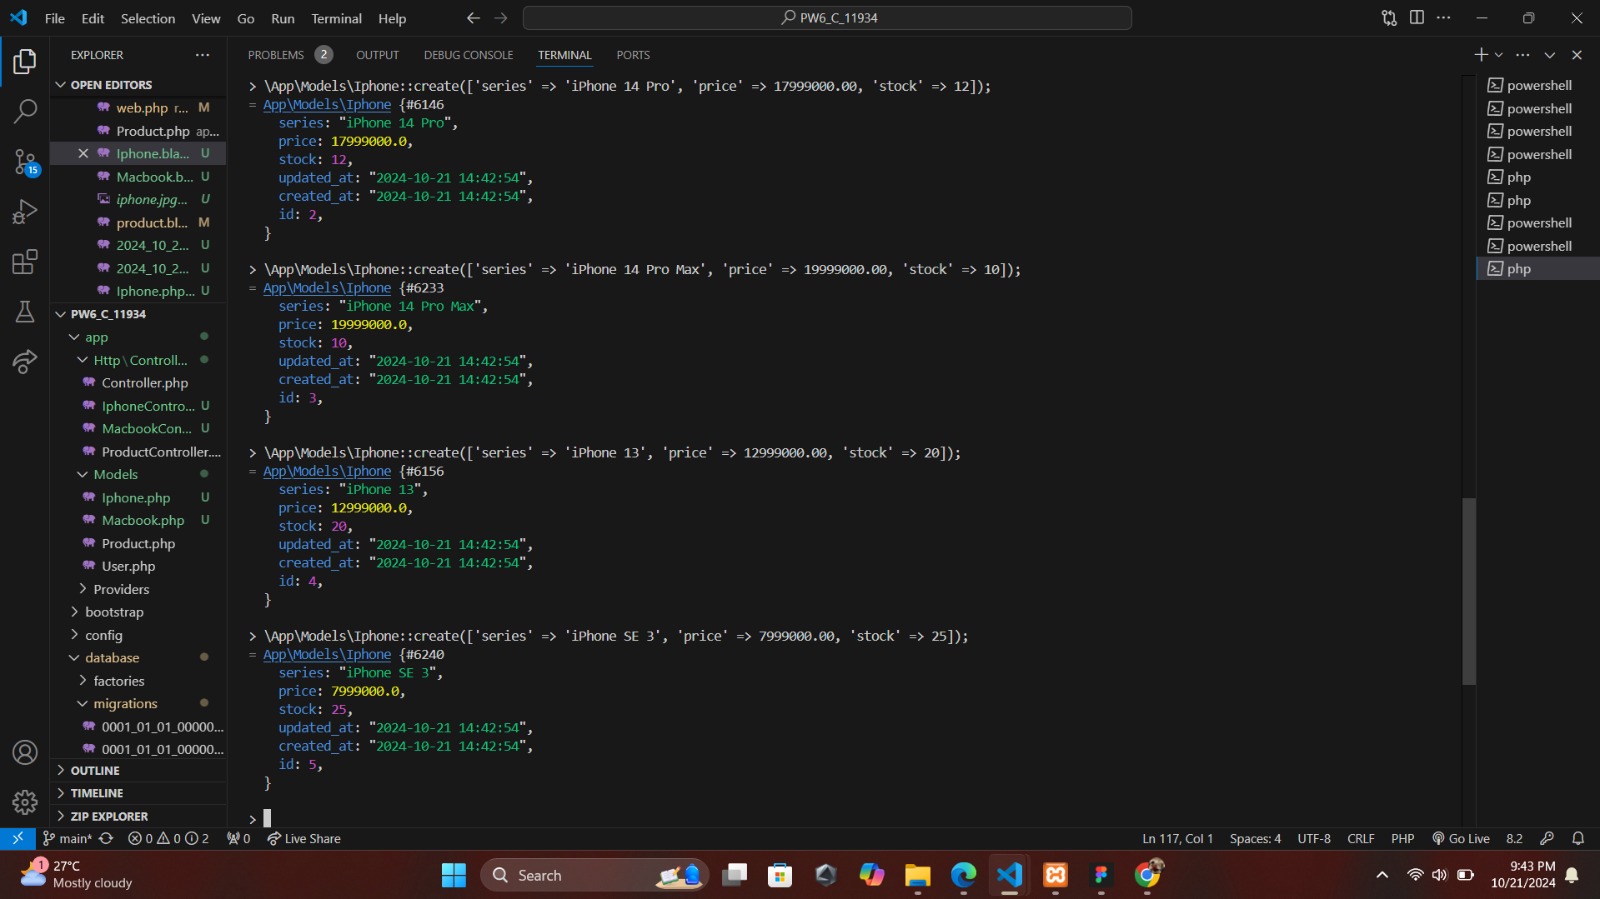 File Edit Selection View Go Run Terminal Help
PW6_C_11934
EXPLORER
OPEN EDITORS
web.php r... M
Product.php ap...
Iphone.bla... U
Macbook.b... U
iphone.jpg... U
product.bl... M
2024_10_2... U
2024_10_2... U
Iphone.php... U
PW6_C_11934
app
Http\Controll...
Controller.php
IphoneContro... U
MacbookCon... U
ProductController....
Models
Iphone.php U
Macbook.php U
Product.php
User.php
Providers
bootstrap
config
database
factories
migrations
0001_01_01_00000...
0001_01_01_00000...
OUTLINE
TIMELINE
ZIP EXPLORER
15
PROBLEMS 2 OUTPUT DEBUG CONSOLE TERMINAL PORTS
> \App\Models\Iphone::create(['series' => 'iPhone 14 Pro', 'price' => 17999000.00, 'stock' => 12]);
= App\Models\Iphone {#6146
series: "iPhone 14 Pro",
price: 17999000.0,
stock: 12,
updated_at: "2024-10-21 14:42:54",
created_at: "2024-10-21 14:42:54",
id: 2,
}
> \App\Models\Iphone::create(['series' => 'iPhone 14 Pro Max', 'price' => 19999000.00, 'stock' => 10]);
= App\Models\Iphone {#6233
series: "iPhone 14 Pro Max",
price: 19999000.0,
stock: 10,
updated_at: "2024-10-21 14:42:54",
created_at: "2024-10-21 14:42:54",
id: 3,
}
> \App\Models\Iphone::create(['series' => 'iPhone 13', 'price' => 12999000.00, 'stock' => 20]);
= App\Models\Iphone {#6156
series: "iPhone 13",
price: 12999000.0,
stock: 20,
updated_at: "2024-10-21 14:42:54",
created_at: "2024-10-21 14:42:54",
id: 4,
}
> \App\Models\Iphone::create(['series' => 'iPhone SE 3', 'price' => 7999000.00, 'stock' => 25]);
= App\Models\Iphone {#6240
series: "iPhone SE 3",
price: 7999000.0,
stock: 25,
updated_at: "2024-10-21 14:42:54",
created_at: "2024-10-21 14:42:54",
id: 5,
}
>
powershell
powershell
powershell
powershell
php
php
powershell
powershell
php
main* 0 0 2 0 Live Share
Ln 117, Col 1 Spaces: 4 UTF-8 CRLF PHP Go Live 8.2
1
27°C
Mostly cloudy
Search
9:43 PM
10/21/2024